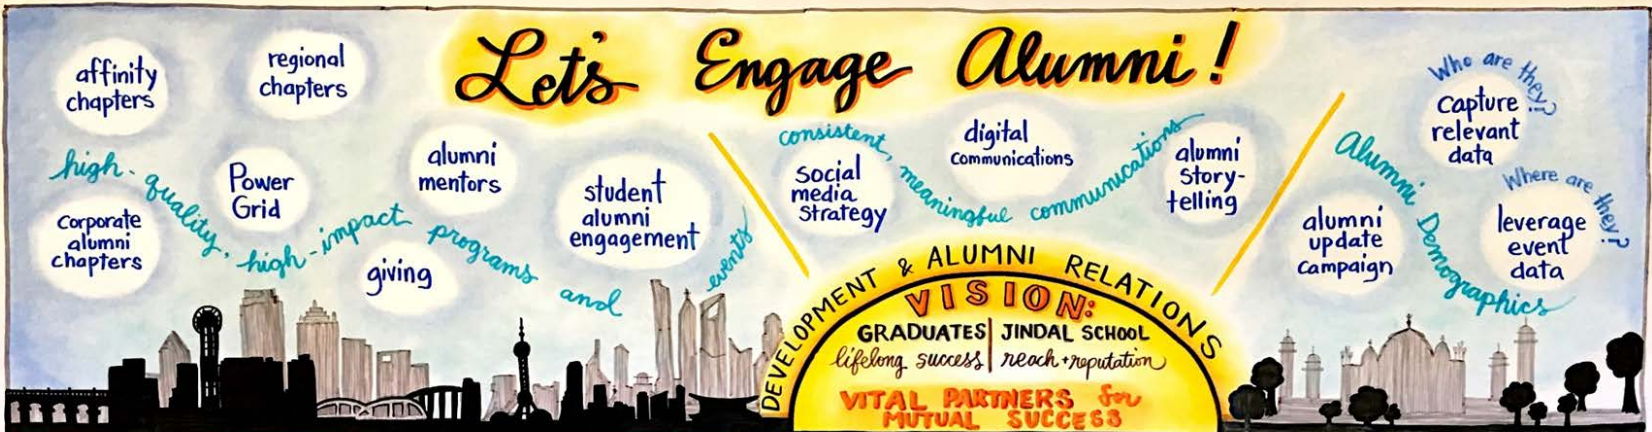 Let's Engage Alumni!
affinity
chapters
regional
chapters
high-quality, high-impact programs and events
Power
Grid
alumni
mentors
student
alumni
engagement
corporate
alumni
chapters
giving
consistent, meaningful communications
social
media
strategy
digital
communications
alumni
story-
telling
Alumni Demographics
Who are they?
capture
relevant
data
Where are they?
leverage
event
data
alumni
update
campaign
DEVELOPMENT & ALUMNI RELATIONS
VISION:
GRADUATES | JINDAL SCHOOL
lifelong success | reach + reputation
VITAL PARTNERS for
MUTUAL SUCCESS